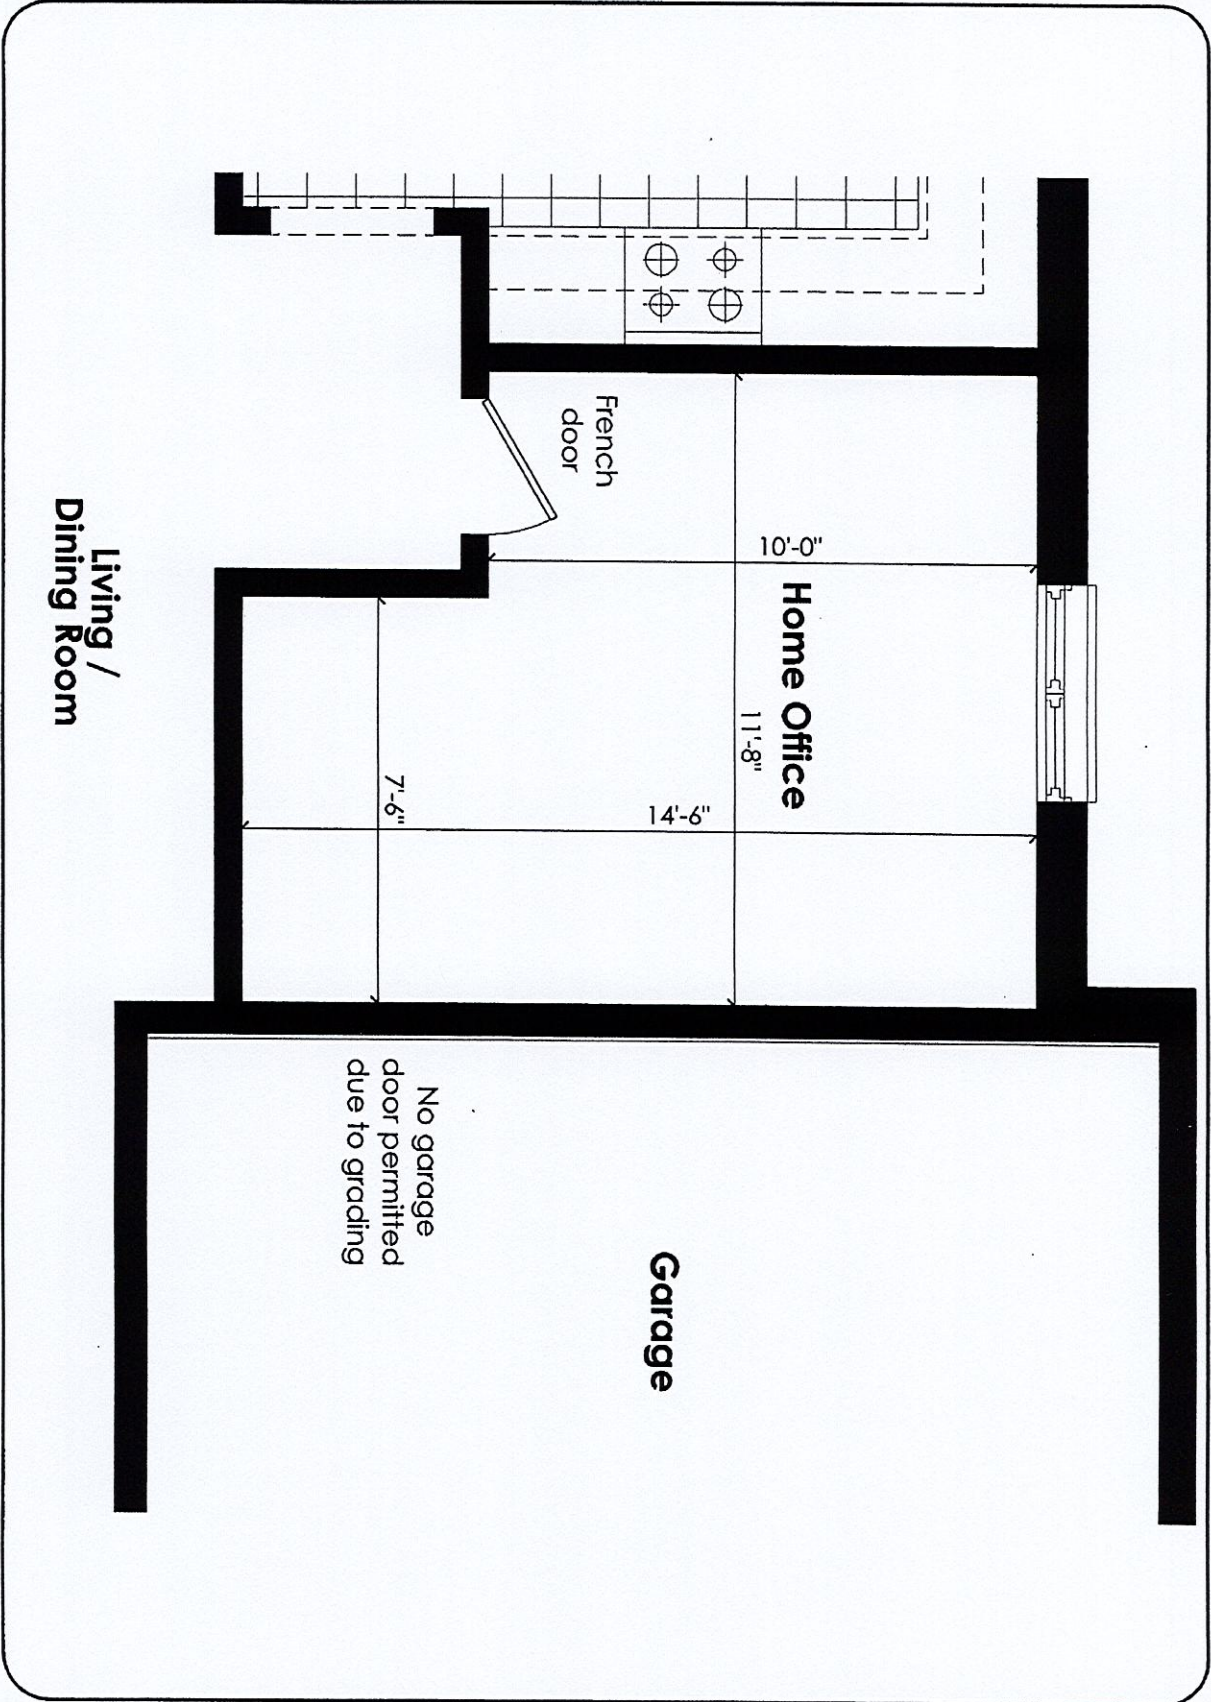 10'-0"
14'-6"
French
door
Home Office
11'-8"
7'-6"
Living /
Dining Room
No garage
door permitted
due to grading
Garage